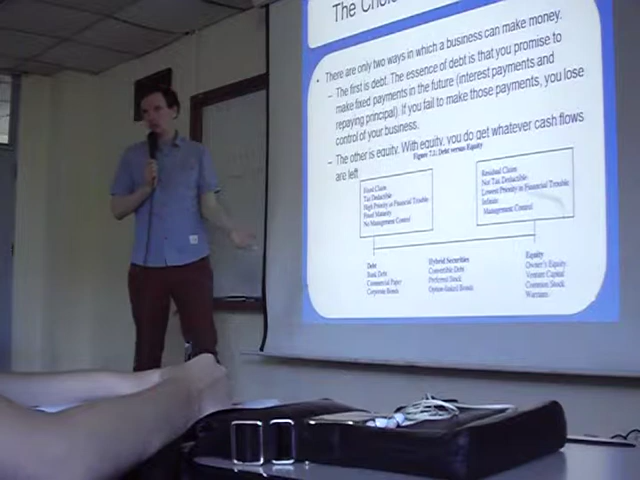 The Choi
• There are only two ways in which a business can make money.
– The first is debt. The essence of debt is that you promise to
make fixed payments in the future (interest payments and
repaying principal). If you fail to make those payments, you lose
control of your business.
– The other is equity. With equity, you do get whatever cash flows
are left
Figure 7.1: Debt versus Equity
Fixed Claim
Tax Deductible
High Priority in Financial Trouble
Fixed Maturity
No Management Control
Residual Claim
Not Tax Deductible
Lowest Priority in Financial Trouble
Infinite
Management Control
Debt
Bank Debt
Commercial Paper
Corporate Bonds
Hybrid Securities
Convertible Debt
Preferred Stock
Option-linked Bonds
Equity
Owner's Equity
Venture Capital
Common Stock
Warrants